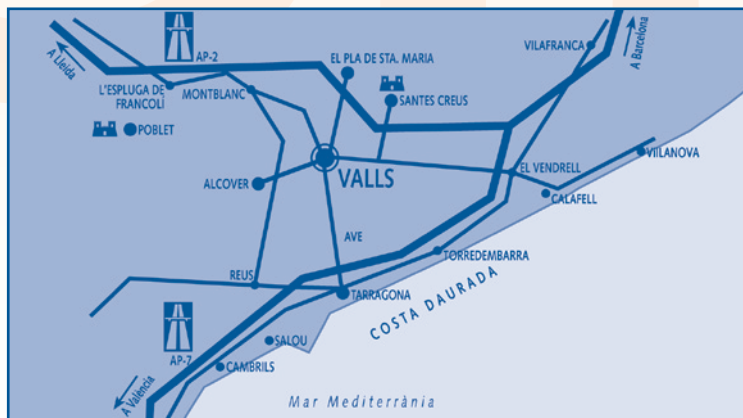 A Lleida
AP-2
EL PLA DE STA. MARIA
VILAFRANCA
A Barcelona
L'ESPLUGA DE
FRANCOLÍ
MONTBLANC
SANTES CREUS
POBLET
VALLS
ALCOVER
EL VENDRELL
VIILANOVA
CALAFELL
AVE
TORREDEMBARRA
REUS
TARRAGONA
COSTA DAURADA
SALOU
AP-7
CAMBRILS
A València
Mar Mediterrània